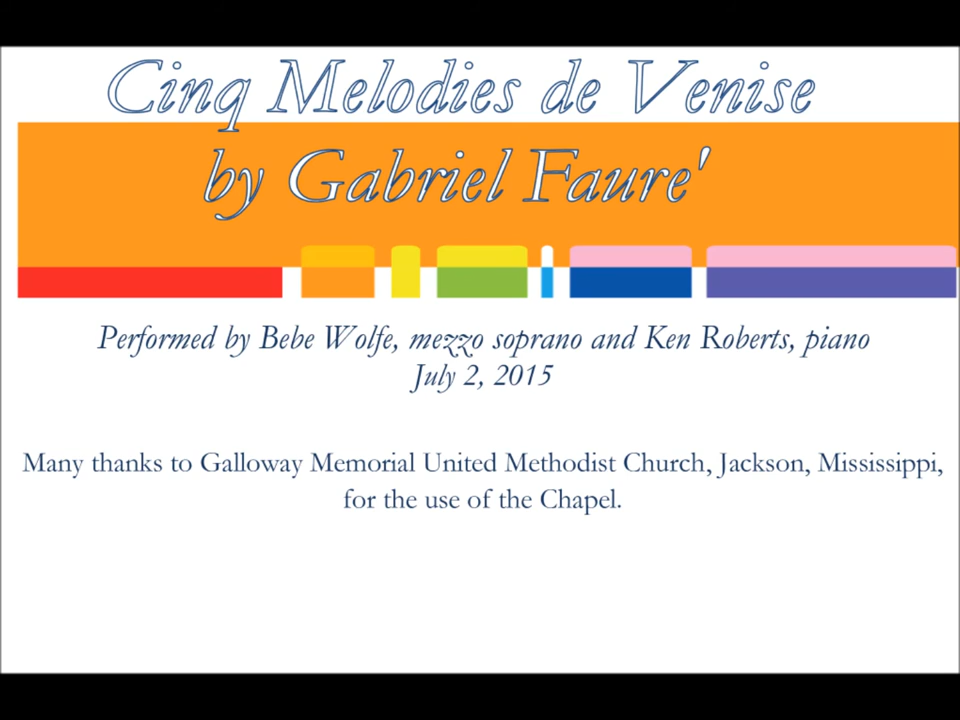 Cinq Melodies de Venise
by Gabriel Faure'
Performed by Bebe Wolfe, mezzo soprano and Ken Roberts, piano
July 2, 2015
Many thanks to Galloway Memorial United Methodist Church, Jackson, Mississippi,
for the use of the Chapel.